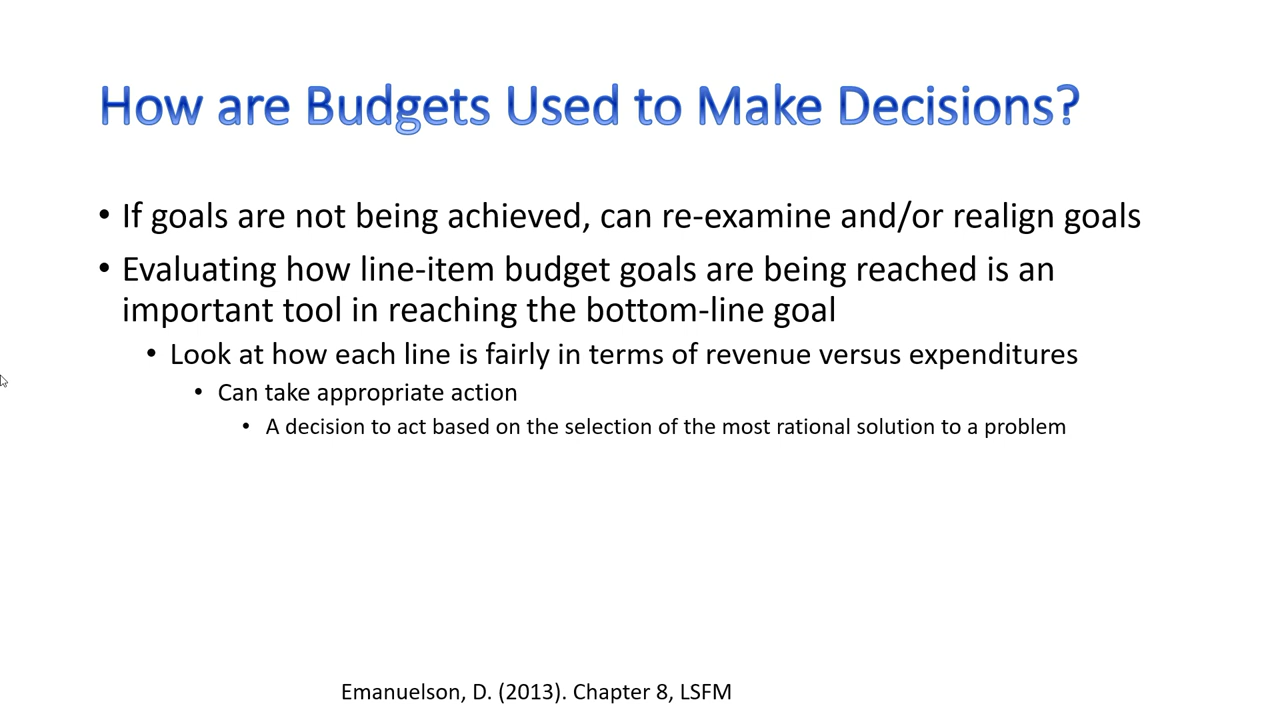 How are Budgets Used to Make Decisions?
• If goals are not being achieved, can re-examine and/or realign goals
• Evaluating how line-item budget goals are being reached is an
important tool in reaching the bottom-line goal
• Look at how each line is fairly in terms of revenue versus expenditures
• Can take appropriate action
• A decision to act based on the selection of the most rational solution to a problem
Emanuelson, D. (2013). Chapter 8, LSFM